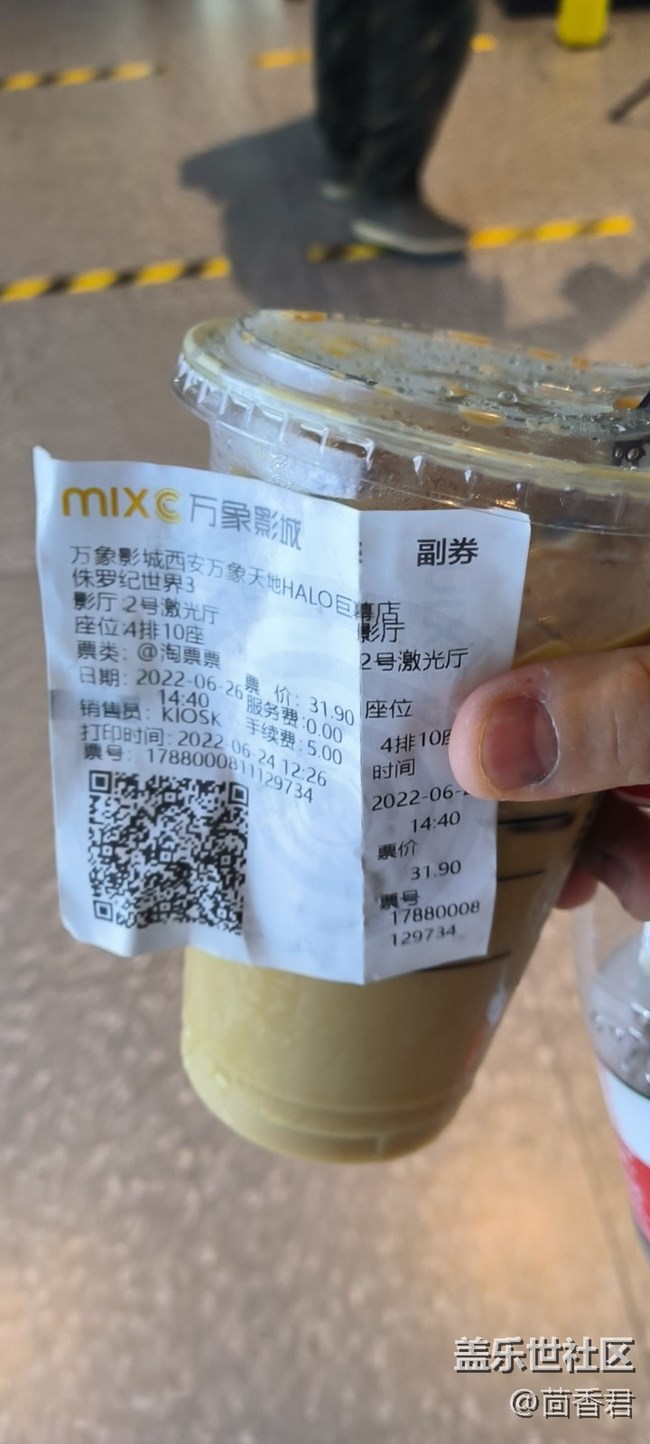 mixc 万象影城
万象影城西安万象天地HALO巨幕店
侏罗纪世界3
影厅:2号激光厅
座位:4排10座
票类:@淘票票
日期: 2022-06-26
14:40
票 价: 31.90
服务费:0.00
手续费:5.00
销售员: KIOSK
打印时间: 2022-06-24 12:26
票号: 1788000811129734
副券
影厅
2号激光厅
座位
4排10座
时间
2022-06-
14:40
票价
31.90
票号
17880008
129734
盖乐世社区
@茴香君